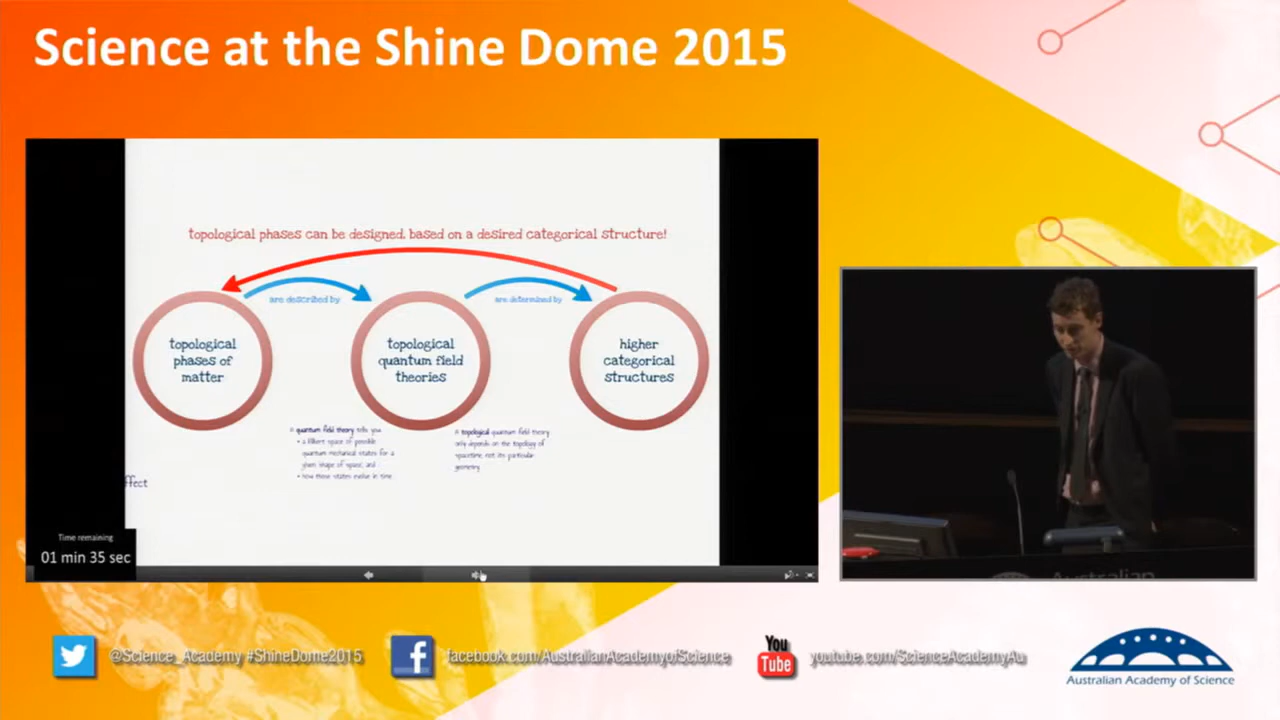 Science at the Shine Dome 2015
topological phases can be designed, based on a desired categorical structure!
are described by
are determined by
topological
phases of
matter
topological
quantum field
theories
higher
categorical
structures
A quantum field theory tells you
• a Hilbert space of possible
quantum mechanical states for a
given shape of space, and
• how these states evolve in time.
A topological quantum field theory
only depends on the topology of
spacetime, not its particular
geometry.
ffect
Time remaining
01 min 35 sec
Australian
@Science_Academy #ShineDome2015
facebook.com/AustralianAcademyofScience
You
Tube
youtube.com/ScienceAcademyAu
Australian Academy of Science